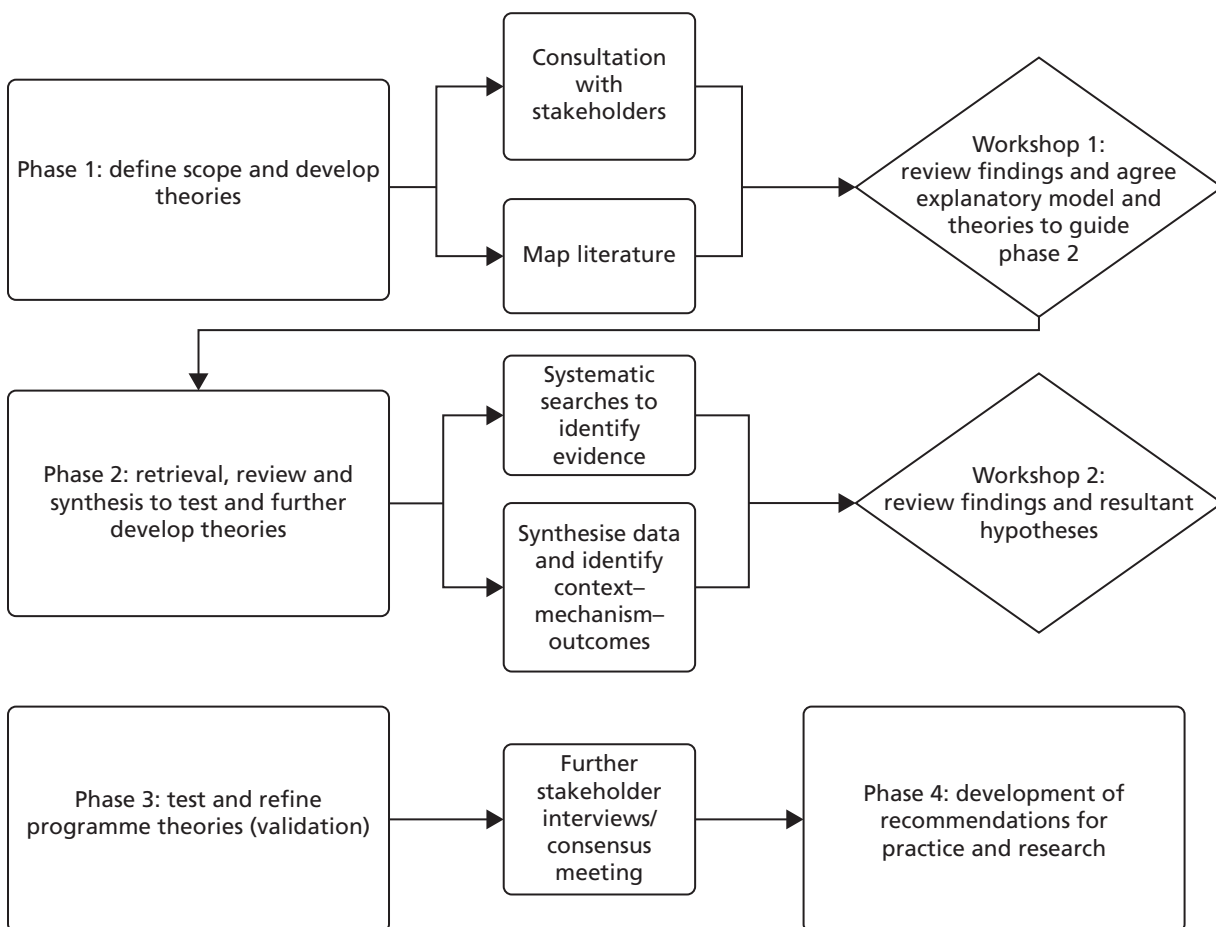 Phase 1: define scope and develop
theories
Consultation
with
stakeholders
Map literature
Workshop 1:
review findings and agree
explanatory model and
theories to guide
phase 2
Phase 2: retrieval, review and
synthesis to test and further
develop theories
Systematic
searches to
identify
evidence
Synthesise data
and identify
context–
mechanism–
outcomes
Workshop 2:
review findings and resultant
hypotheses
Phase 3: test and refine
programme theories (validation)
Further
stakeholder
interviews/
consensus
meeting
Phase 4: development of
recommendations for
practice and research